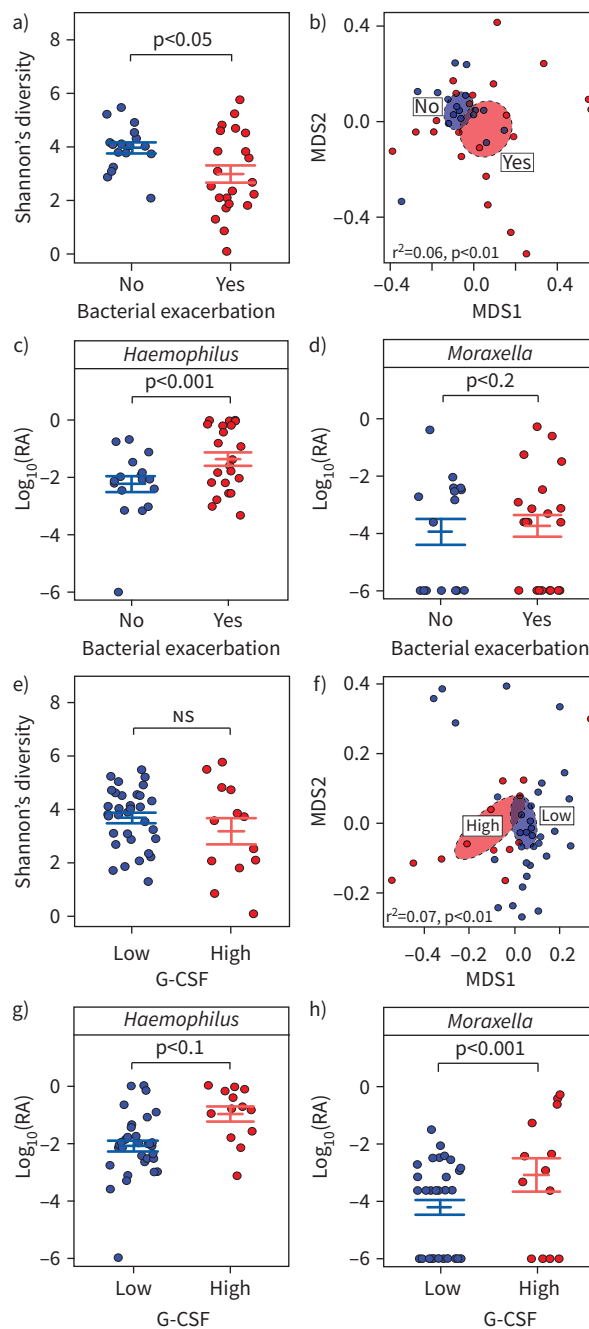 a)
p<0.05
8
6
4
2
0
Shannon's diversity
No
Yes
Bacterial exacerbation
b)
0.4
0.0
−0.4
MDS2
No
Yes
r²=0.06, p<0.01
−0.4
0.0
0.4
MDS1
c)
Haemophilus
p<0.001
0
−2
−4
−6
Log₁₀(RA)
No
Yes
Bacterial exacerbation
d)
Moraxella
p<0.2
0
−2
−4
−6
Log₁₀(RA)
No
Yes
Bacterial exacerbation
e)
NS
8
6
4
2
0
Shannon's diversity
Low
High
G-CSF
f)
0.4
0.2
0.0
−0.2
MDS2
High
Low
r²=0.07, p<0.01
−0.4
−0.2
0.0
0.2
MDS1
g)
Haemophilus
p<0.1
0
−2
−4
−6
Log₁₀(RA)
Low
High
G-CSF
h)
Moraxella
p<0.001
0
−2
−4
−6
Log₁₀(RA)
Low
High
G-CSF